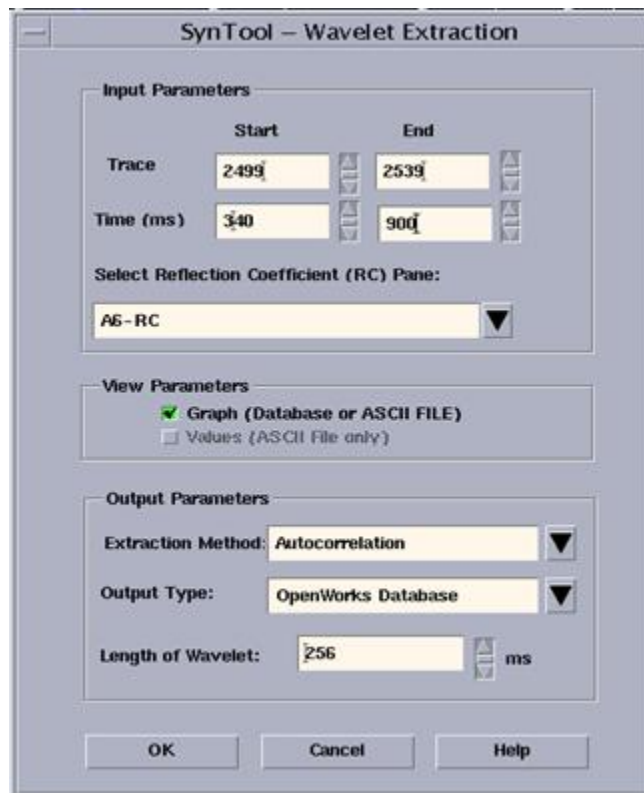 SynTool – Wavelet Extraction
Input Parameters
Start End
Trace 2499 2539
Time (ms) 340 900
Select Reflection Coefficient (RC) Pane:
A6-RC
View Parameters
Graph (Database or ASCII FILE)
Values (ASCII File only)
Output Parameters
Extraction Method: Autocorrelation
Output Type: OpenWorks Database
Length of Wavelet: 256 ms
OK Cancel Help